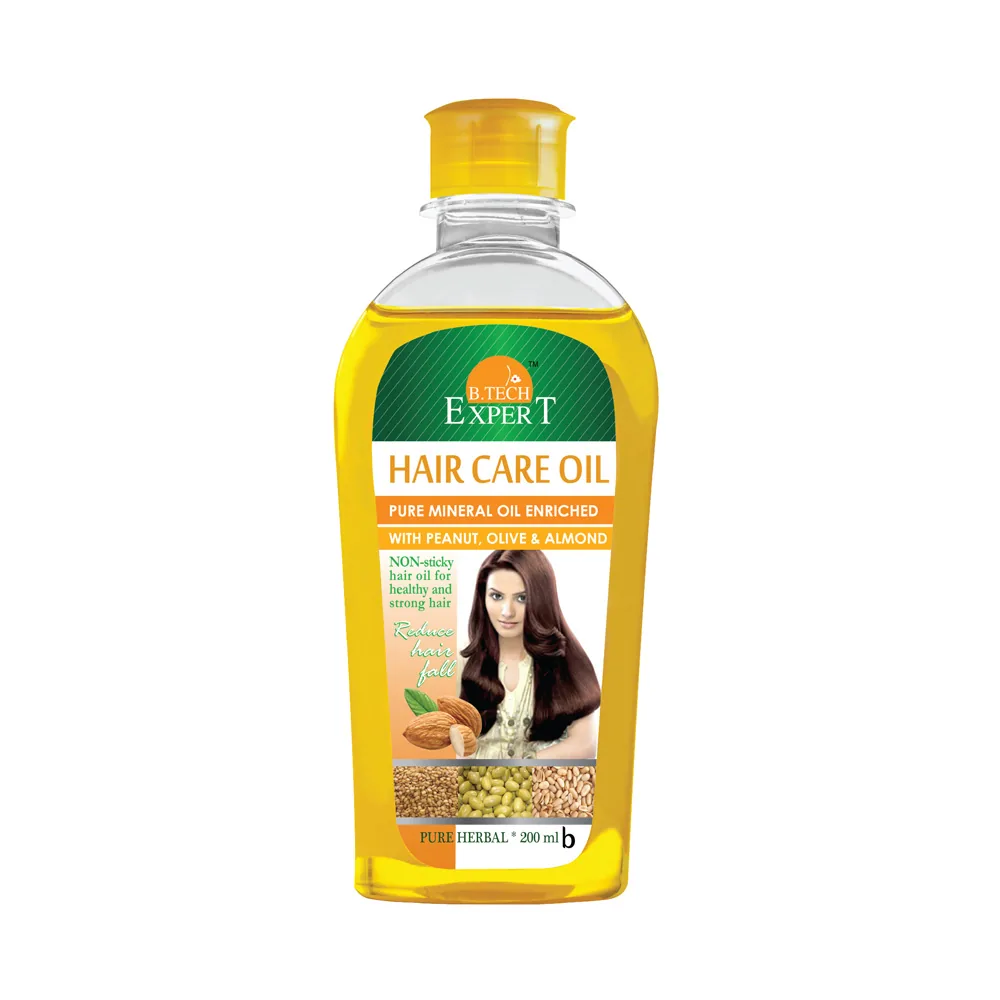 B.TECH
TM
EXPERT
HAIR CARE OIL
PURE MINERAL OIL ENRICHED
WITH PEANUT, OLIVE & ALMOND
NON-sticky
hair oil for
healthy and
strong hair
Reduce
hair
fall
PURE HERBAL * 200 ml b